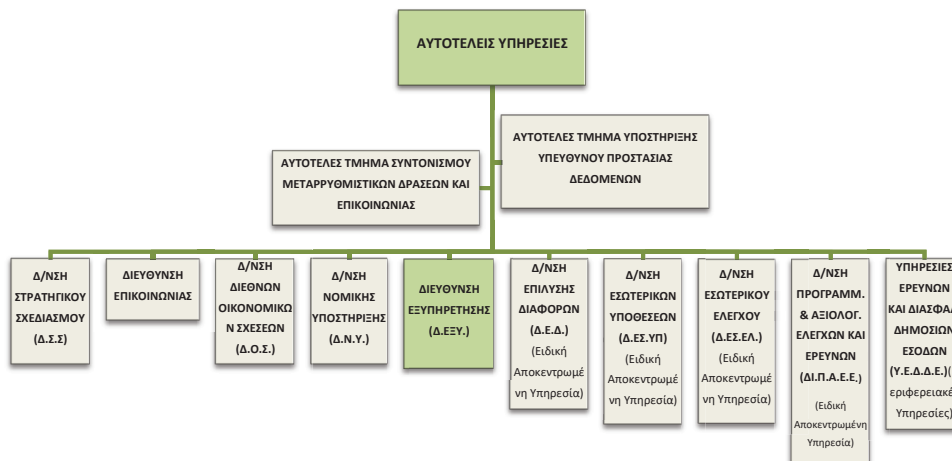 ΑΥΤΟΤΕΛΕΙΣ ΥΠΗΡΕΣΙΕΣ
ΑΥΤΟΤΕΛΕΣ ΤΜΗΜΑ ΥΠΟΣΤΗΡΙΞΗΣ
ΥΠΕΥΘΥΝΟΥ ΠΡΟΣΤΑΣΙΑΣ
ΔΕΔΟΜΕΝΩΝ
ΑΥΤΟΤΕΛΕΣ ΤΜΗΜΑ ΣΥΝΤΟΝΙΣΜΟΥ
ΜΕΤΑΡΡΥΘΜΙΣΤΙΚΩΝ ΔΡΑΣΕΩΝ ΚΑΙ
ΕΠΙΚΟΙΝΩΝΙΑΣ
Δ/ΝΣΗ
ΣΤΡΑΤΗΓΙΚΟΥ
ΣΧΕΔΙΑΣΜΟΥ
(Δ.Σ.Σ)
ΔΙΕΥΘΥΝΣΗ
ΕΠΙΚΟΙΝΩΝΙΑΣ
Δ/ΝΣΗ
ΔΙΕΘΝΩΝ
ΟΙΚΟΝΟΜΙΚΩ
Ν ΣΧΕΣΕΩΝ
(Δ.Ο.Σ.)
Δ/ΝΣΗ
ΝΟΜΙΚΗΣ
ΥΠΟΣΤΗΡΙΞΗΣ
(Δ.Ν.Υ.)
ΔΙΕΥΘΥΝΣΗ
ΕΞΥΠΗΡΕΤΗΣΗΣ
(Δ.ΕΞΥ.)
Δ/ΝΣΗ
ΕΠΙΛΥΣΗΣ
ΔΙΑΦΟΡΩΝ
(Δ.Ε.Δ.)
(Ειδική
Αποκεντρωμέ
νη Υπηρεσία)
Δ/ΝΣΗ
ΕΣΩΤΕΡΙΚΩΝ
ΥΠΟΘΕΣΕΩΝ
(Δ.ΕΣ.ΥΠ)
(Ειδική
Αποκεντρωμέ
νη Υπηρεσία)
Δ/ΝΣΗ
ΕΣΩΤΕΡΙΚΟΥ
ΕΛΕΓΧΟΥ
(Δ.ΕΣ.ΕΛ.)
(Ειδική
Αποκεντρωμέ
νη Υπηρεσία)
Δ/ΝΣΗ
ΠΡΟΓΡΑΜΜ.
& ΑΞΙΟΛΟΓ.
ΕΛΕΓΧΩΝ ΚΑΙ
ΕΡΕΥΝΩΝ
(ΔΙ.Π.Α.Ε.Ε.)
(Ειδική
Αποκεντρωμένη
Υπηρεσία)
ΥΠΗΡΕΣΙΕΣ
ΕΡΕΥΝΩΝ
ΚΑΙ ΔΙΑΣΦΑΛ
ΔΗΜΟΣΙΩΝ
ΕΣΟΔΩΝ
(Υ.Ε.Δ.Δ.Ε.)(
εριφερειακέ
Υπηρεσίες)